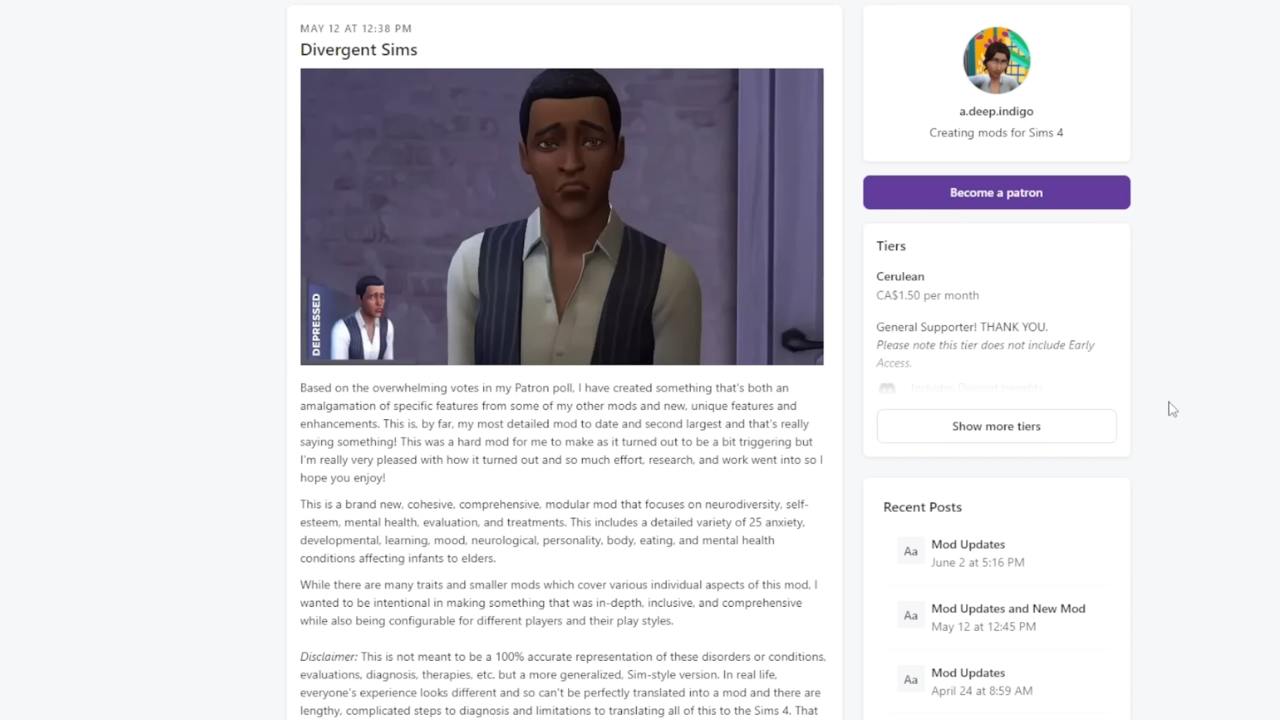 MAY 12 AT 12:38 PM
Divergent Sims
DEPRESSED
Based on the overwhelming votes in my Patron poll, I have created something that's both an
amalgamation of specific features from some of my other mods and new, unique features and
enhancements. This is, by far, my most detailed mod to date and second largest and that's really
saying something! This was a hard mod for me to make as it turned out to be a bit triggering but
I'm really very pleased with how it turned out and so much effort, research, and work went into so I
hope you enjoy!
This is a brand new, cohesive, comprehensive, modular mod that focuses on neurodiversity, self-
esteem, mental health, evaluation, and treatments. This includes a detailed variety of 25 anxiety,
developmental, learning, mood, neurological, personality, body, eating, and mental health
conditions affecting infants to elders.
While there are many traits and smaller mods which cover various individual aspects of this mod, I
wanted to be intentional in making something that was in-depth, inclusive, and comprehensive
while also being configurable for different players and their play styles.
Disclaimer: This is not meant to be a 100% accurate representation of these disorders or conditions,
evaluations, diagnosis, therapies, etc. but a more generalized, Sim-style version. In real life,
everyone's experience looks different and so can't be perfectly translated into a mod and there are
lengthy, complicated steps to diagnosis and limitations to translating all of this to the Sims 4. That
a.deep.indigo
Creating mods for Sims 4
Become a patron
Tiers
Cerulean
CA$1.50 per month
General Supporter! THANK YOU.
Please note this tier does not include Early
Access.
Includes Discord benefits
Show more tiers
Recent Posts
Aa
Mod Updates
June 2 at 5:16 PM
Aa
Mod Updates and New Mod
May 12 at 12:45 PM
Aa
Mod Updates
April 24 at 8:59 AM